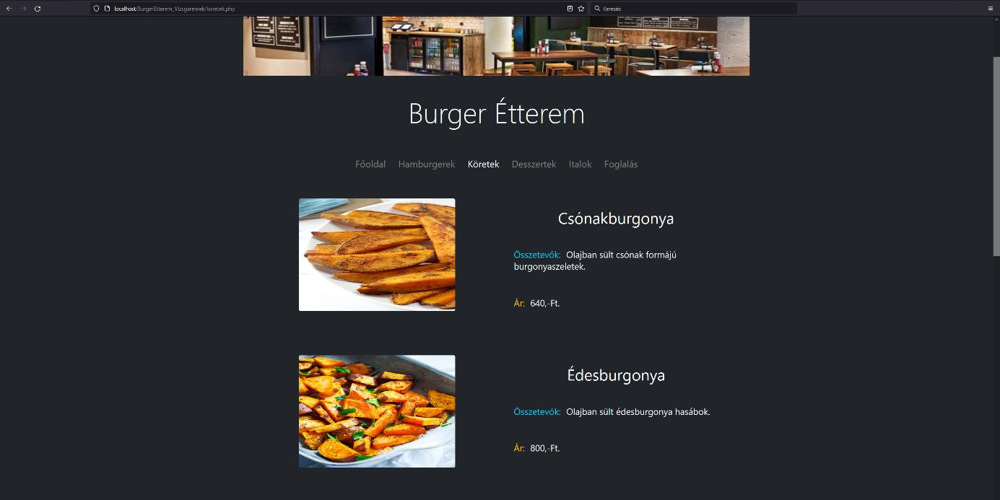 localhost/BurgerEtterem_Vizsgaremek/koretek.php
Keresés
Burger Étterem
Főoldal Hamburgerek Köretek Desszertek Italok Foglalás
Csónakburgonya
Összetevők: Olajban sült csónak formájú
burgonyaszeletek.
Ár: 640,-Ft.
Édesburgonya
Összetevők: Olajban sült édesburgonya hasábok.
Ár: 800,-Ft.